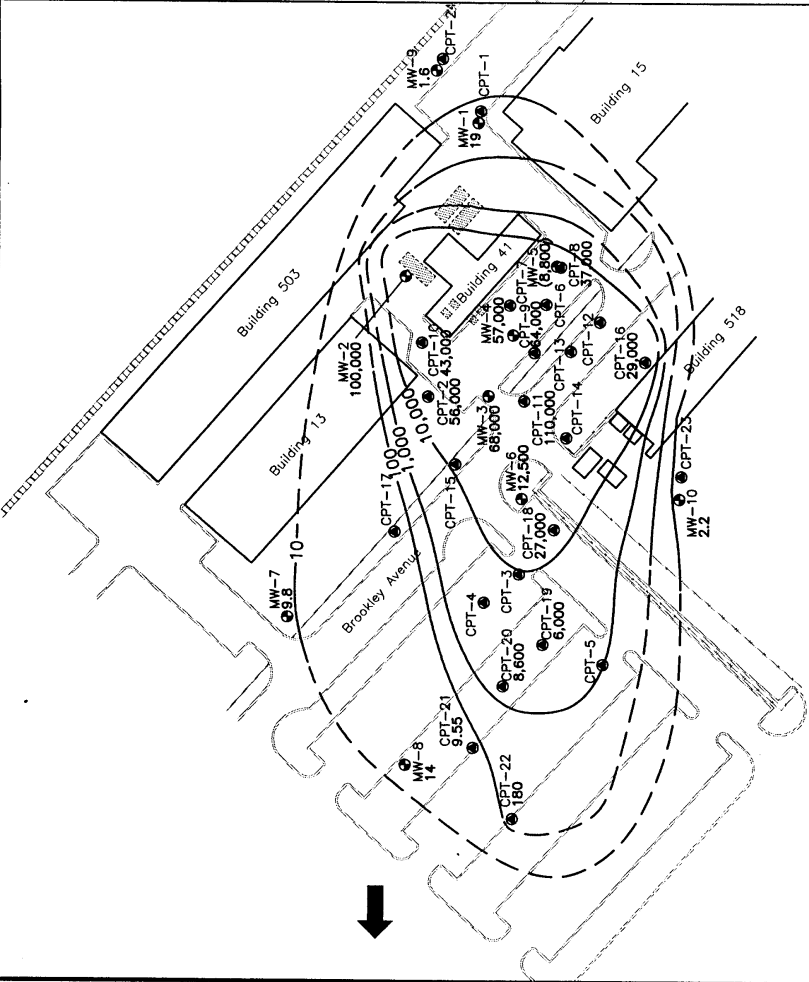 CPT-24
MW-9
1.6
CPT-1
MW-1
19
Building 15
Building 503
Building 41
MW-5
(8,800)
CPT-8
37,000
CPT-7
CPT-6
MW-4
57,000
CPT-9
64,000
CPT-12
CPT-13
CPT-16
29,000
Building 518
MW-2
100,000
CPT-10
43,000
CPT-2
56,000
Building 13
MW-3
68,000
CPT-11
110,000
CPT-14
100
1,000
10,000
CPT-15
MW-6
12,500
CPT-23
MW-10
2.2
CPT-17
CPT-18
27,000
10
CPT-3
CPT-4
Brookley Avenue
MW-7
9.8
CPT-19
6,000
CPT-20
8,600
CPT-5
CPT-21
9.55
MW-8
14
CPT-22
180